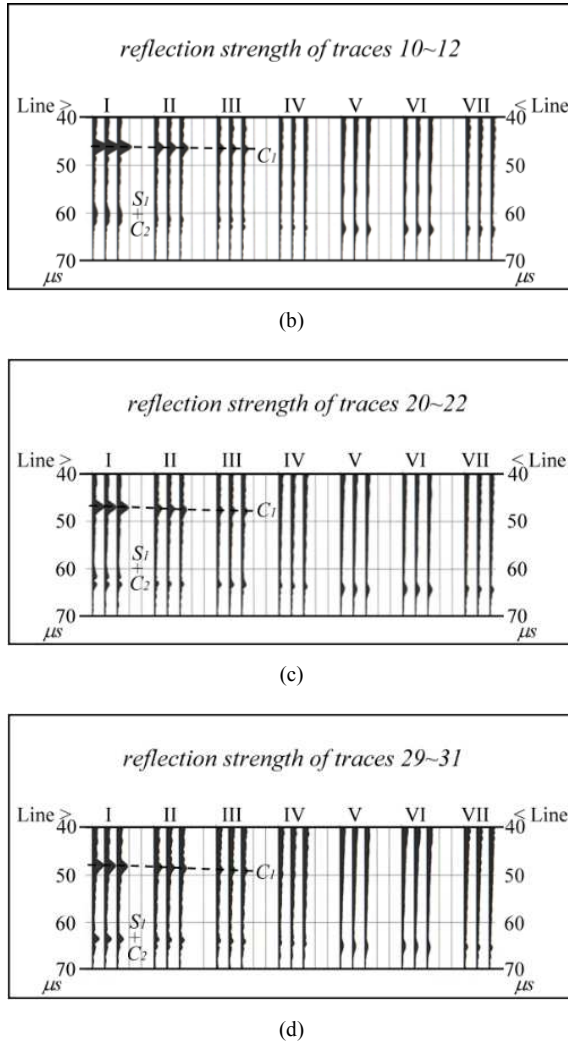 reflection strength of traces 10~12
Line > I II III IV V VI VII < Line
40 40
50 C1 50
60 S1 + C2 60
70 70
μs μs
(b)
reflection strength of traces 20~22
Line > I II III IV V VI VII < Line
40 40
50 C1 50
60 S1 + C2 60
70 70
μs μs
(c)
reflection strength of traces 29~31
Line > I II III IV V VI VII < Line
40 40
50 C1 50
60 S1 + C2 60
70 70
μs μs
(d)